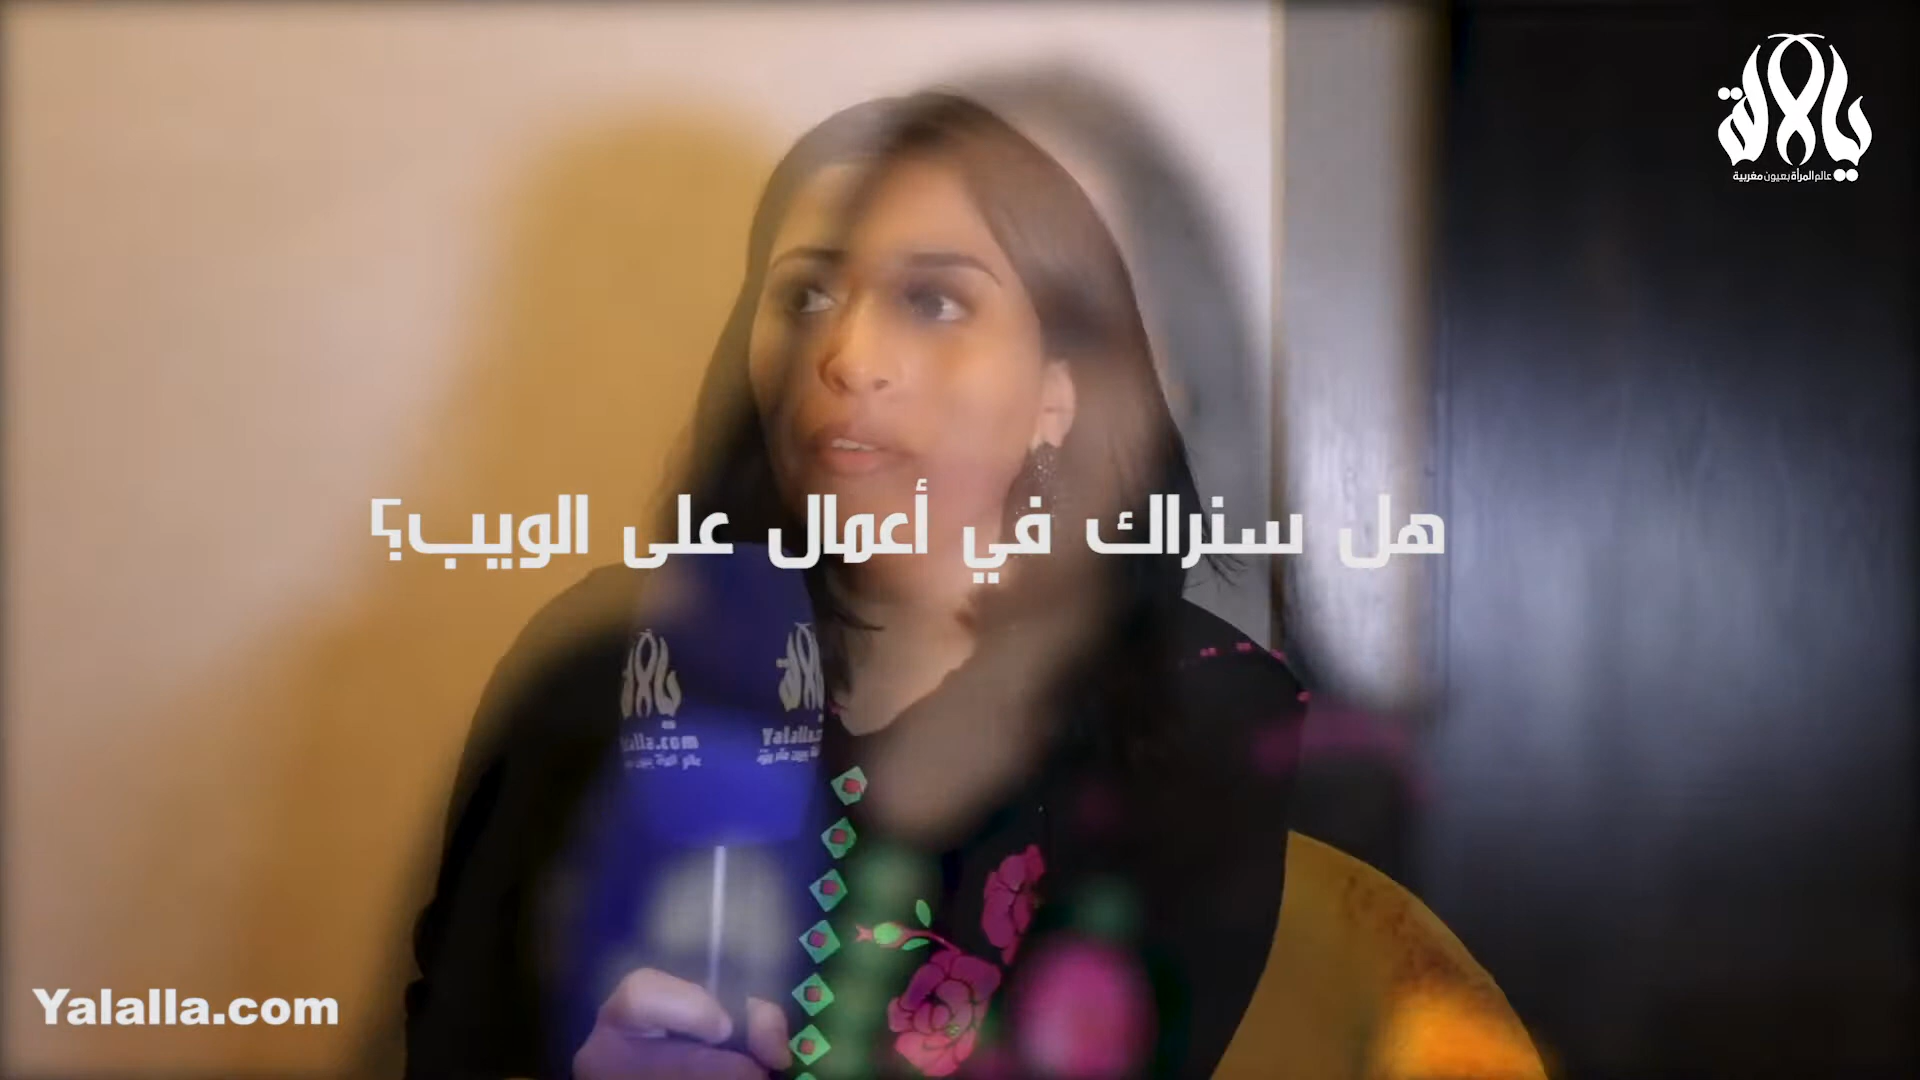 يالالة
عالم المرأة بعيون مغربية
هل سنراك في أعمال على الويب؟
Yalalla.com